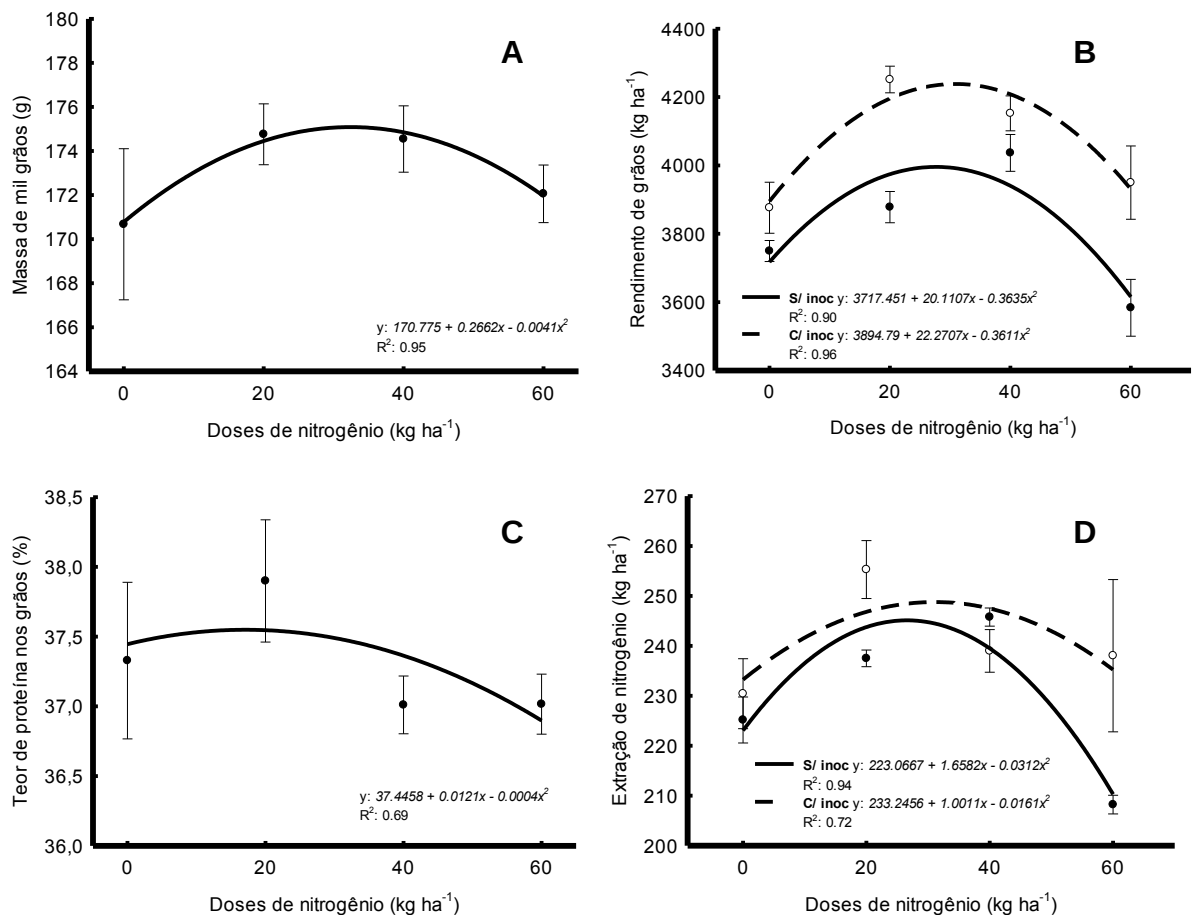 A
Massa de mil grãos (g)
180
178
176
174
172
170
168
166
164
y: 170.775 + 0.2662x - 0.0041x²
R²: 0.95
0 20 40 60
Doses de nitrogênio (kg ha⁻¹)
B
Rendimento de grãos (kg ha⁻¹)
4400
4200
4000
3800
3600
3400
S/ inoc y: 3717.451 + 20.1107x - 0.3635x²
R²: 0.90
C/ inoc y: 3894.79 + 22.2707x - 0.3611x²
R²: 0.96
0 20 40 60
Doses de nitrogênio (kg ha⁻¹)
C
Teor de proteína nos grãos (%)
38,5
38,0
37,5
37,0
36,5
36,0
y: 37.4458 + 0.0121x - 0.0004x²
R²: 0.69
0 20 40 60
Doses de nitrogênio (kg ha⁻¹)
D
Extração de nitrogênio (kg ha⁻¹)
270
260
250
240
230
220
210
200
S/ inoc y: 223.0667 + 1.6582x - 0.0312x²
R²: 0.94
C/ inoc y: 233.2456 + 1.0011x - 0.0161x²
R²: 0.72
0 20 40 60
Doses de nitrogênio (kg ha⁻¹)